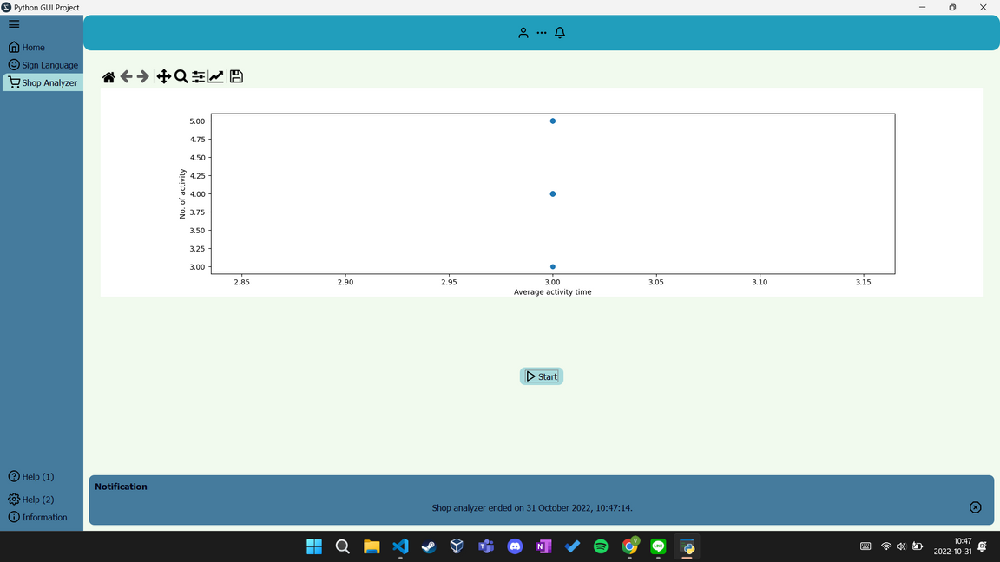 Python GUI Project
Home
Sign Language
Shop Analyzer
5.00
4.75
4.50
4.25
4.00
3.75
3.50
3.25
3.00
No. of activity
2.85 2.90 2.95 3.00 3.05 3.10 3.15
Average activity time
Start
Help (1)
Help (2)
Information
Notification
Shop analyzer ended on 31 October 2022, 10:47:14.
10:47
2022-10-31